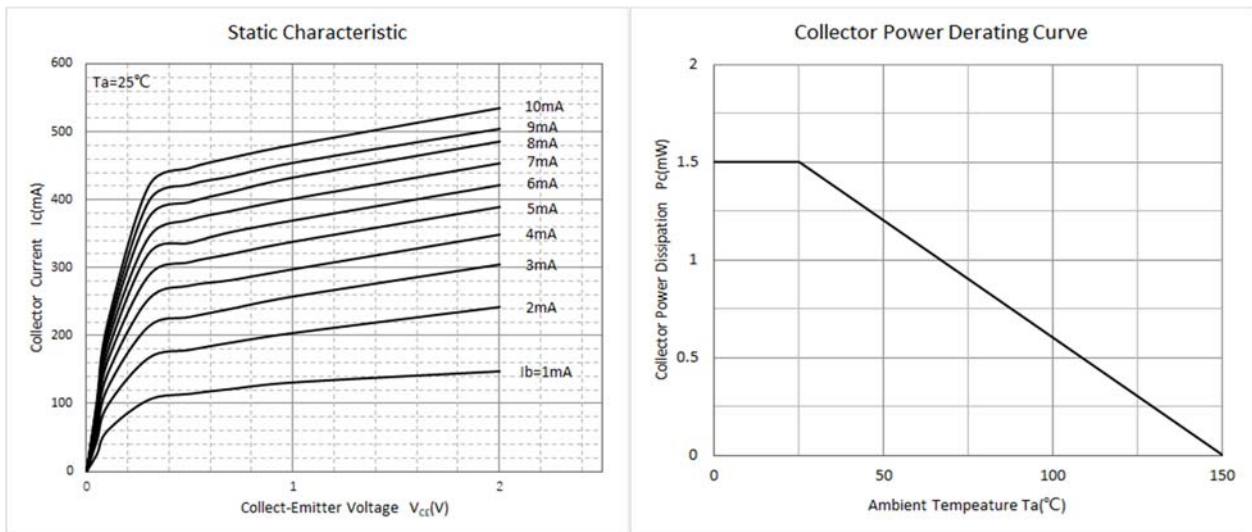 Static Characteristic
Ta=25℃
Collector Current Ic(mA)
600
500
400
300
200
100
0
10mA
9mA
8mA
7mA
6mA
5mA
4mA
3mA
2mA
Ib=1mA
0 1 2
Collect-Emitter Voltage VCE(V)
Collector Power Derating Curve
Collector Power Dissipation Pc(mW)
2
1.5
1
0.5
0
0 50 100 150
Ambient Tempeature Ta(℃)